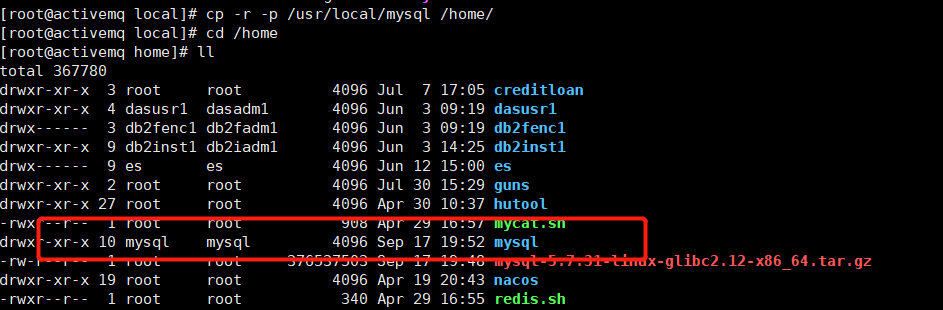 [root@activemq local]# cp -r -p /usr/local/mysql /home/
[root@activemq local]# cd /home
[root@activemq home]# ll
total 367780
drwxr-xr-x  3 root     root         4096 Jul  7 17:05 creditloan
drwxr-xr-x  4 dasusr1  dasadm1      4096 Jun  3 09:19 dasusr1
drwx------  3 db2fenc1 db2fadm1     4096 Jun  3 09:19 db2fenc1
drwxr-xr-x  9 db2inst1 db2iadm1     4096 Jun  3 14:25 db2inst1
drwx------  9 es       es           4096 Jun 12 15:00 es
drwxr-xr-x  2 root     root         4096 Jul 30 15:29 guns
drwxr-xr-x 27 root     root         4096 Apr 30 10:37 hutool
-rwxr--r--  1 root     root          908 Apr 29 16:57 mycat.sh
drwxr-xr-x 10 mysql    mysql        4096 Sep 17 19:52 mysql
-rw-r--r--  1 root     root    376537503 Sep 17 19:48 mysql-5.7.31-linux-glibc2.12-x86_64.tar.gz
drwxr-xr-x 19 root     root         4096 Apr 19 20:43 nacos
-rwxr--r--  1 root     root          340 Apr 29 16:55 redis.sh